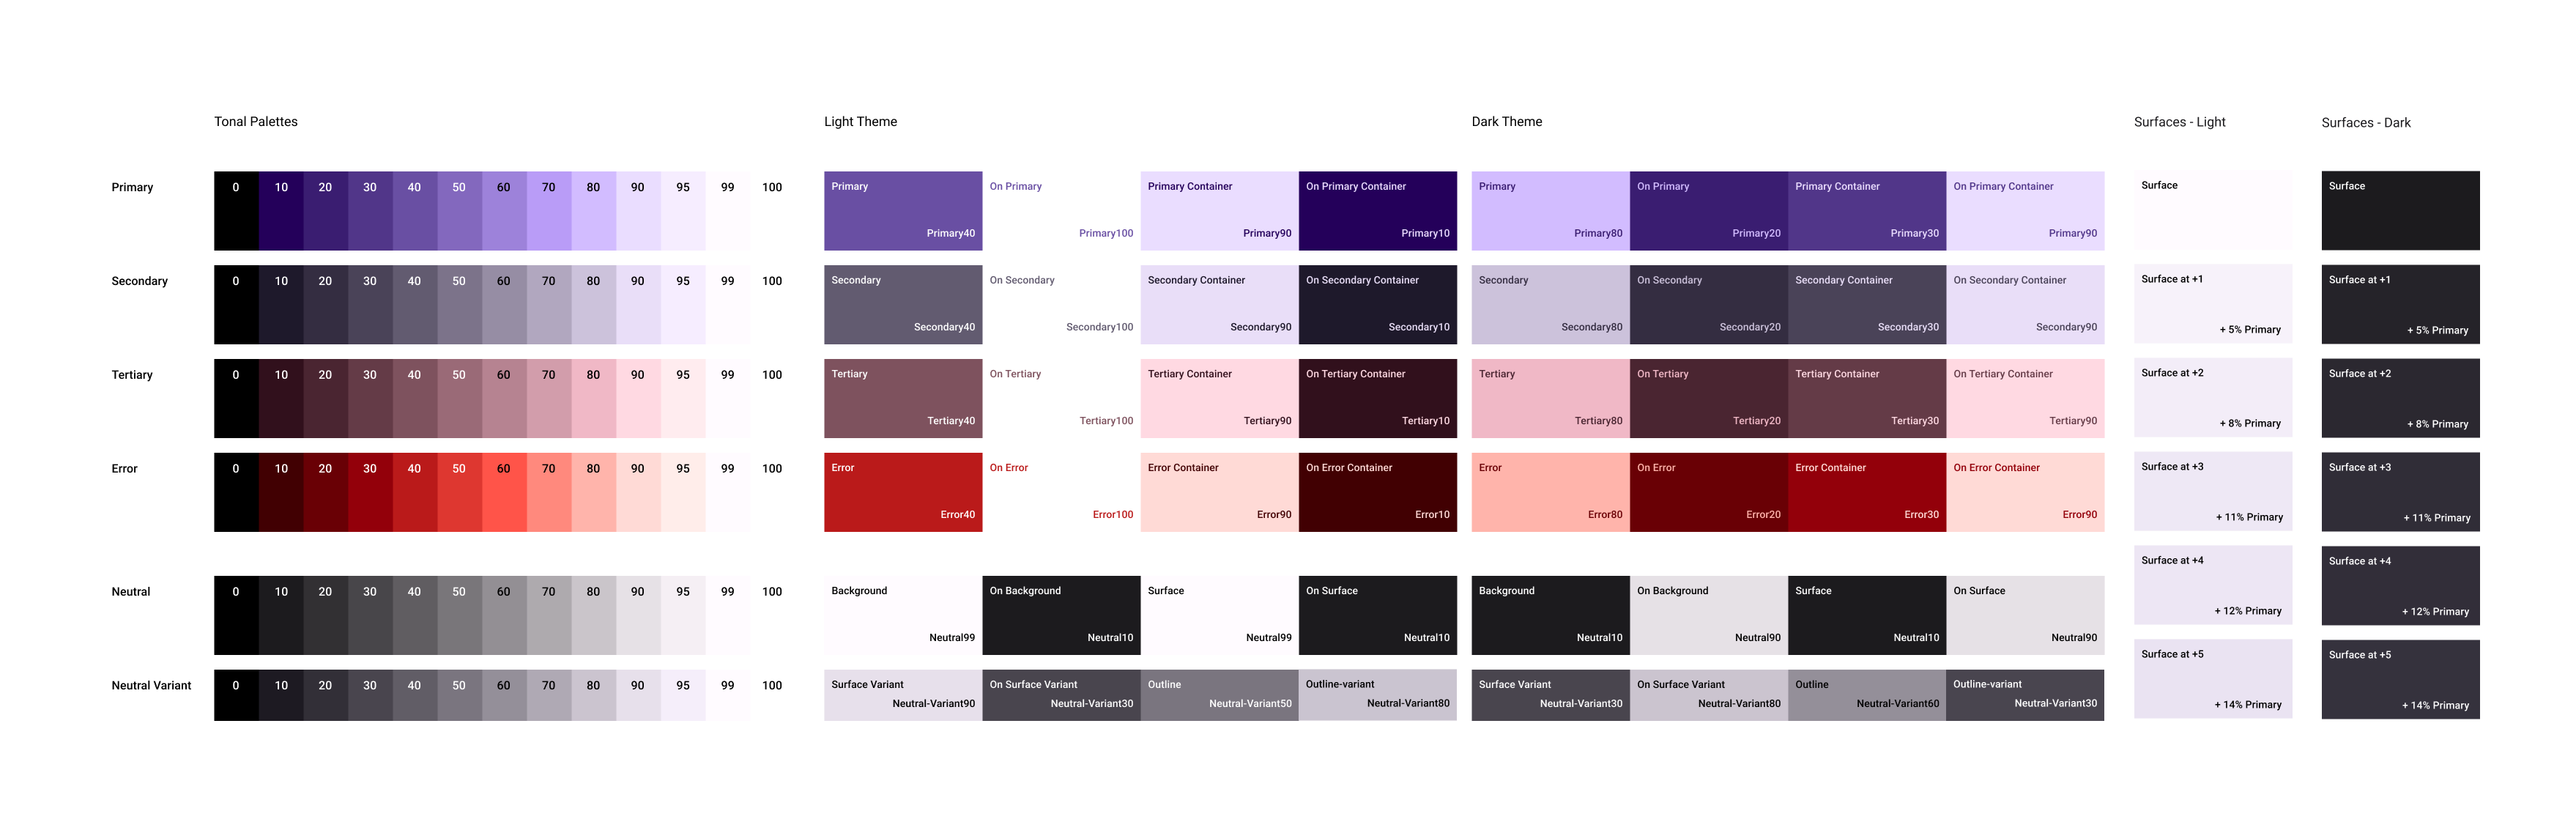 Tonal Palettes
Light Theme
Dark Theme
Surfaces - Light
Surfaces - Dark
Primary
0 10 20 30 40 50 60 70 80 90 95 99 100
Primary
Primary40
On Primary
Primary100
Primary Container
Primary90
On Primary Container
Primary10
Primary
Primary80
On Primary
Primary20
Primary Container
Primary30
On Primary Container
Primary90
Surface
Surface
Secondary
0 10 20 30 40 50 60 70 80 90 95 99 100
Secondary
Secondary40
On Secondary
Secondary100
Secondary Container
Secondary90
On Secondary Container
Secondary10
Secondary
Secondary80
On Secondary
Secondary20
Secondary Container
Secondary30
On Secondary Container
Secondary90
Surface at +1
+ 5% Primary
Surface at +1
+ 5% Primary
Tertiary
0 10 20 30 40 50 60 70 80 90 95 99 100
Tertiary
Tertiary40
On Tertiary
Tertiary100
Tertiary Container
Tertiary90
On Tertiary Container
Tertiary10
Tertiary
Tertiary80
On Tertiary
Tertiary20
Tertiary Container
Tertiary30
On Tertiary Container
Tertiary90
Surface at +2
+ 8% Primary
Surface at +2
+ 8% Primary
Error
0 10 20 30 40 50 60 70 80 90 95 99 100
Error
Error40
On Error
Error100
Error Container
Error90
On Error Container
Error10
Error
Error80
On Error
Error20
Error Container
Error30
On Error Container
Error90
Surface at +3
+ 11% Primary
Surface at +3
+ 11% Primary
Neutral
0 10 20 30 40 50 60 70 80 90 95 99 100
Background
Neutral99
On Background
Neutral10
Surface
Neutral99
On Surface
Neutral10
Background
Neutral10
On Background
Neutral90
Surface
Neutral10
On Surface
Neutral90
Surface at +4
+ 12% Primary
Surface at +4
+ 12% Primary
Neutral Variant
0 10 20 30 40 50 60 70 80 90 95 99 100
Surface Variant
Neutral-Variant90
On Surface Variant
Neutral-Variant30
Outline
Neutral-Variant50
Outline-variant
Neutral-Variant80
Surface Variant
Neutral-Variant30
On Surface Variant
Neutral-Variant80
Outline
Neutral-Variant60
Outline-variant
Neutral-Variant30
Surface at +5
+ 14% Primary
Surface at +5
+ 14% Primary